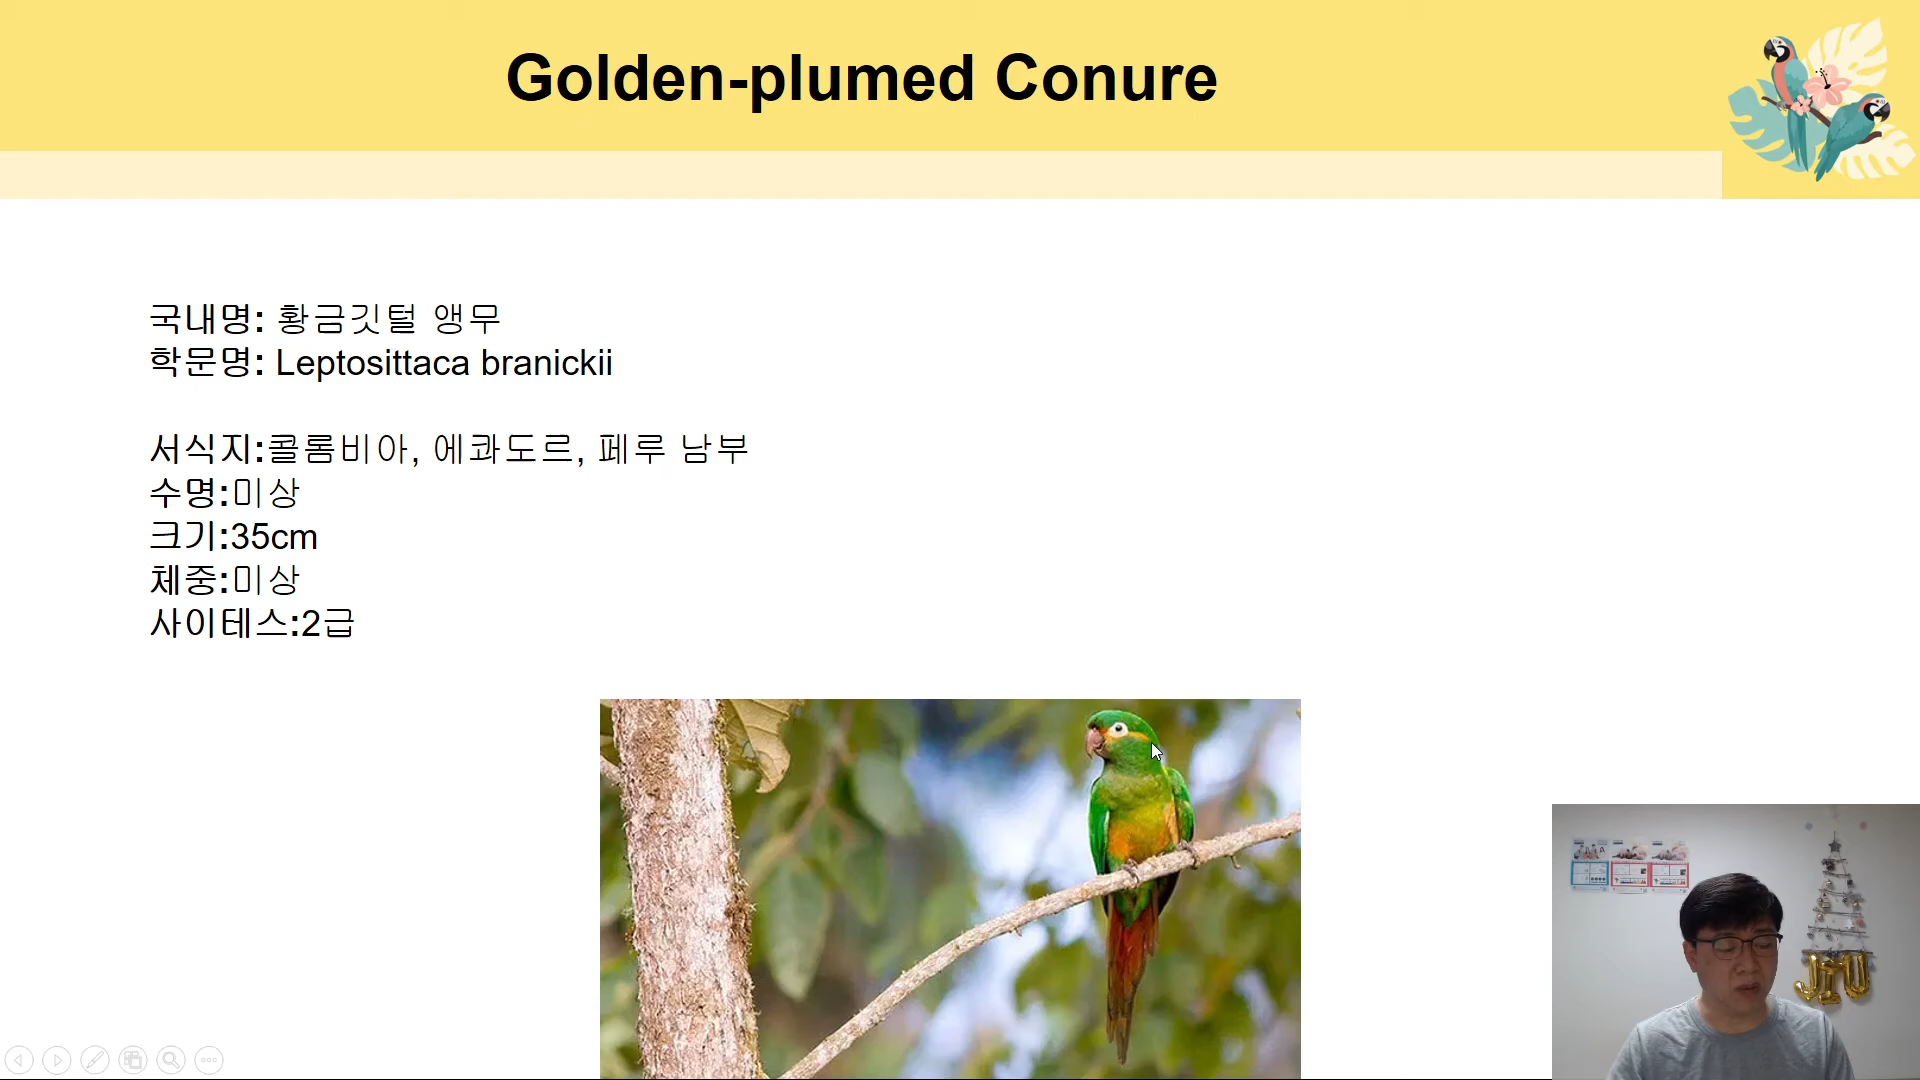 Golden-plumed Conure
국내명: 황금깃털 앵무
학문명: Leptosittaca branickii
서식지:콜롬비아, 에콰도르, 페루 남부
수명:미상
크기:35cm
체중:미상
사이테스:2급
JTU